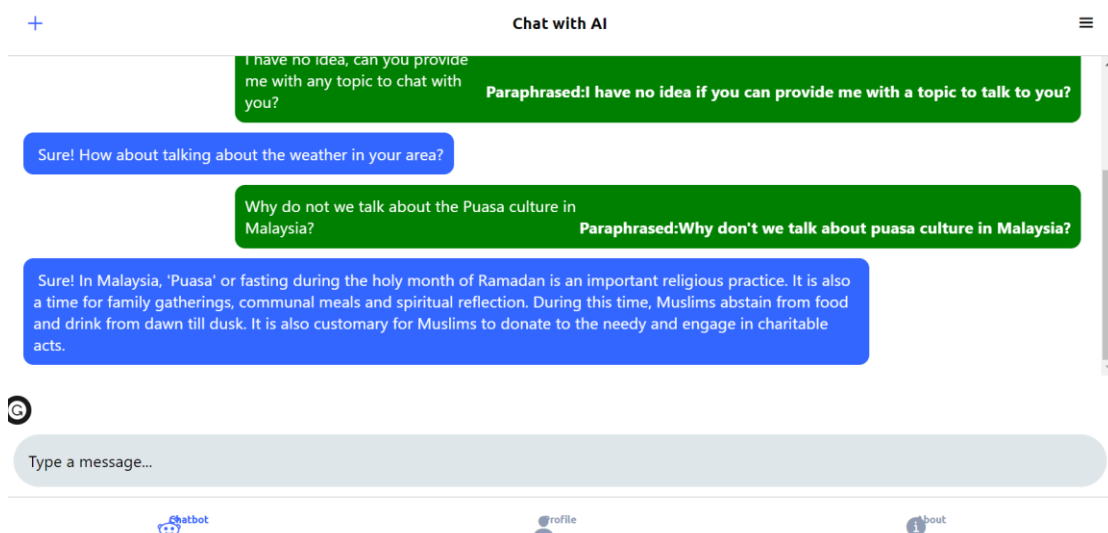 Chat with AI
I have no idea, can you provide
me with any topic to chat with
you?
Paraphrased:I have no idea if you can provide me with a topic to talk to you?
Sure! How about talking about the weather in your area?
Why do not we talk about the Puasa culture in
Malaysia?
Paraphrased:Why don't we talk about puasa culture in Malaysia?
Sure! In Malaysia, 'Puasa' or fasting during the holy month of Ramadan is an important religious practice. It is also
a time for family gatherings, communal meals and spiritual reflection. During this time, Muslims abstain from food
and drink from dawn till dusk. It is also customary for Muslims to donate to the needy and engage in charitable
acts.
Type a message...
Chatbot
Profile
About